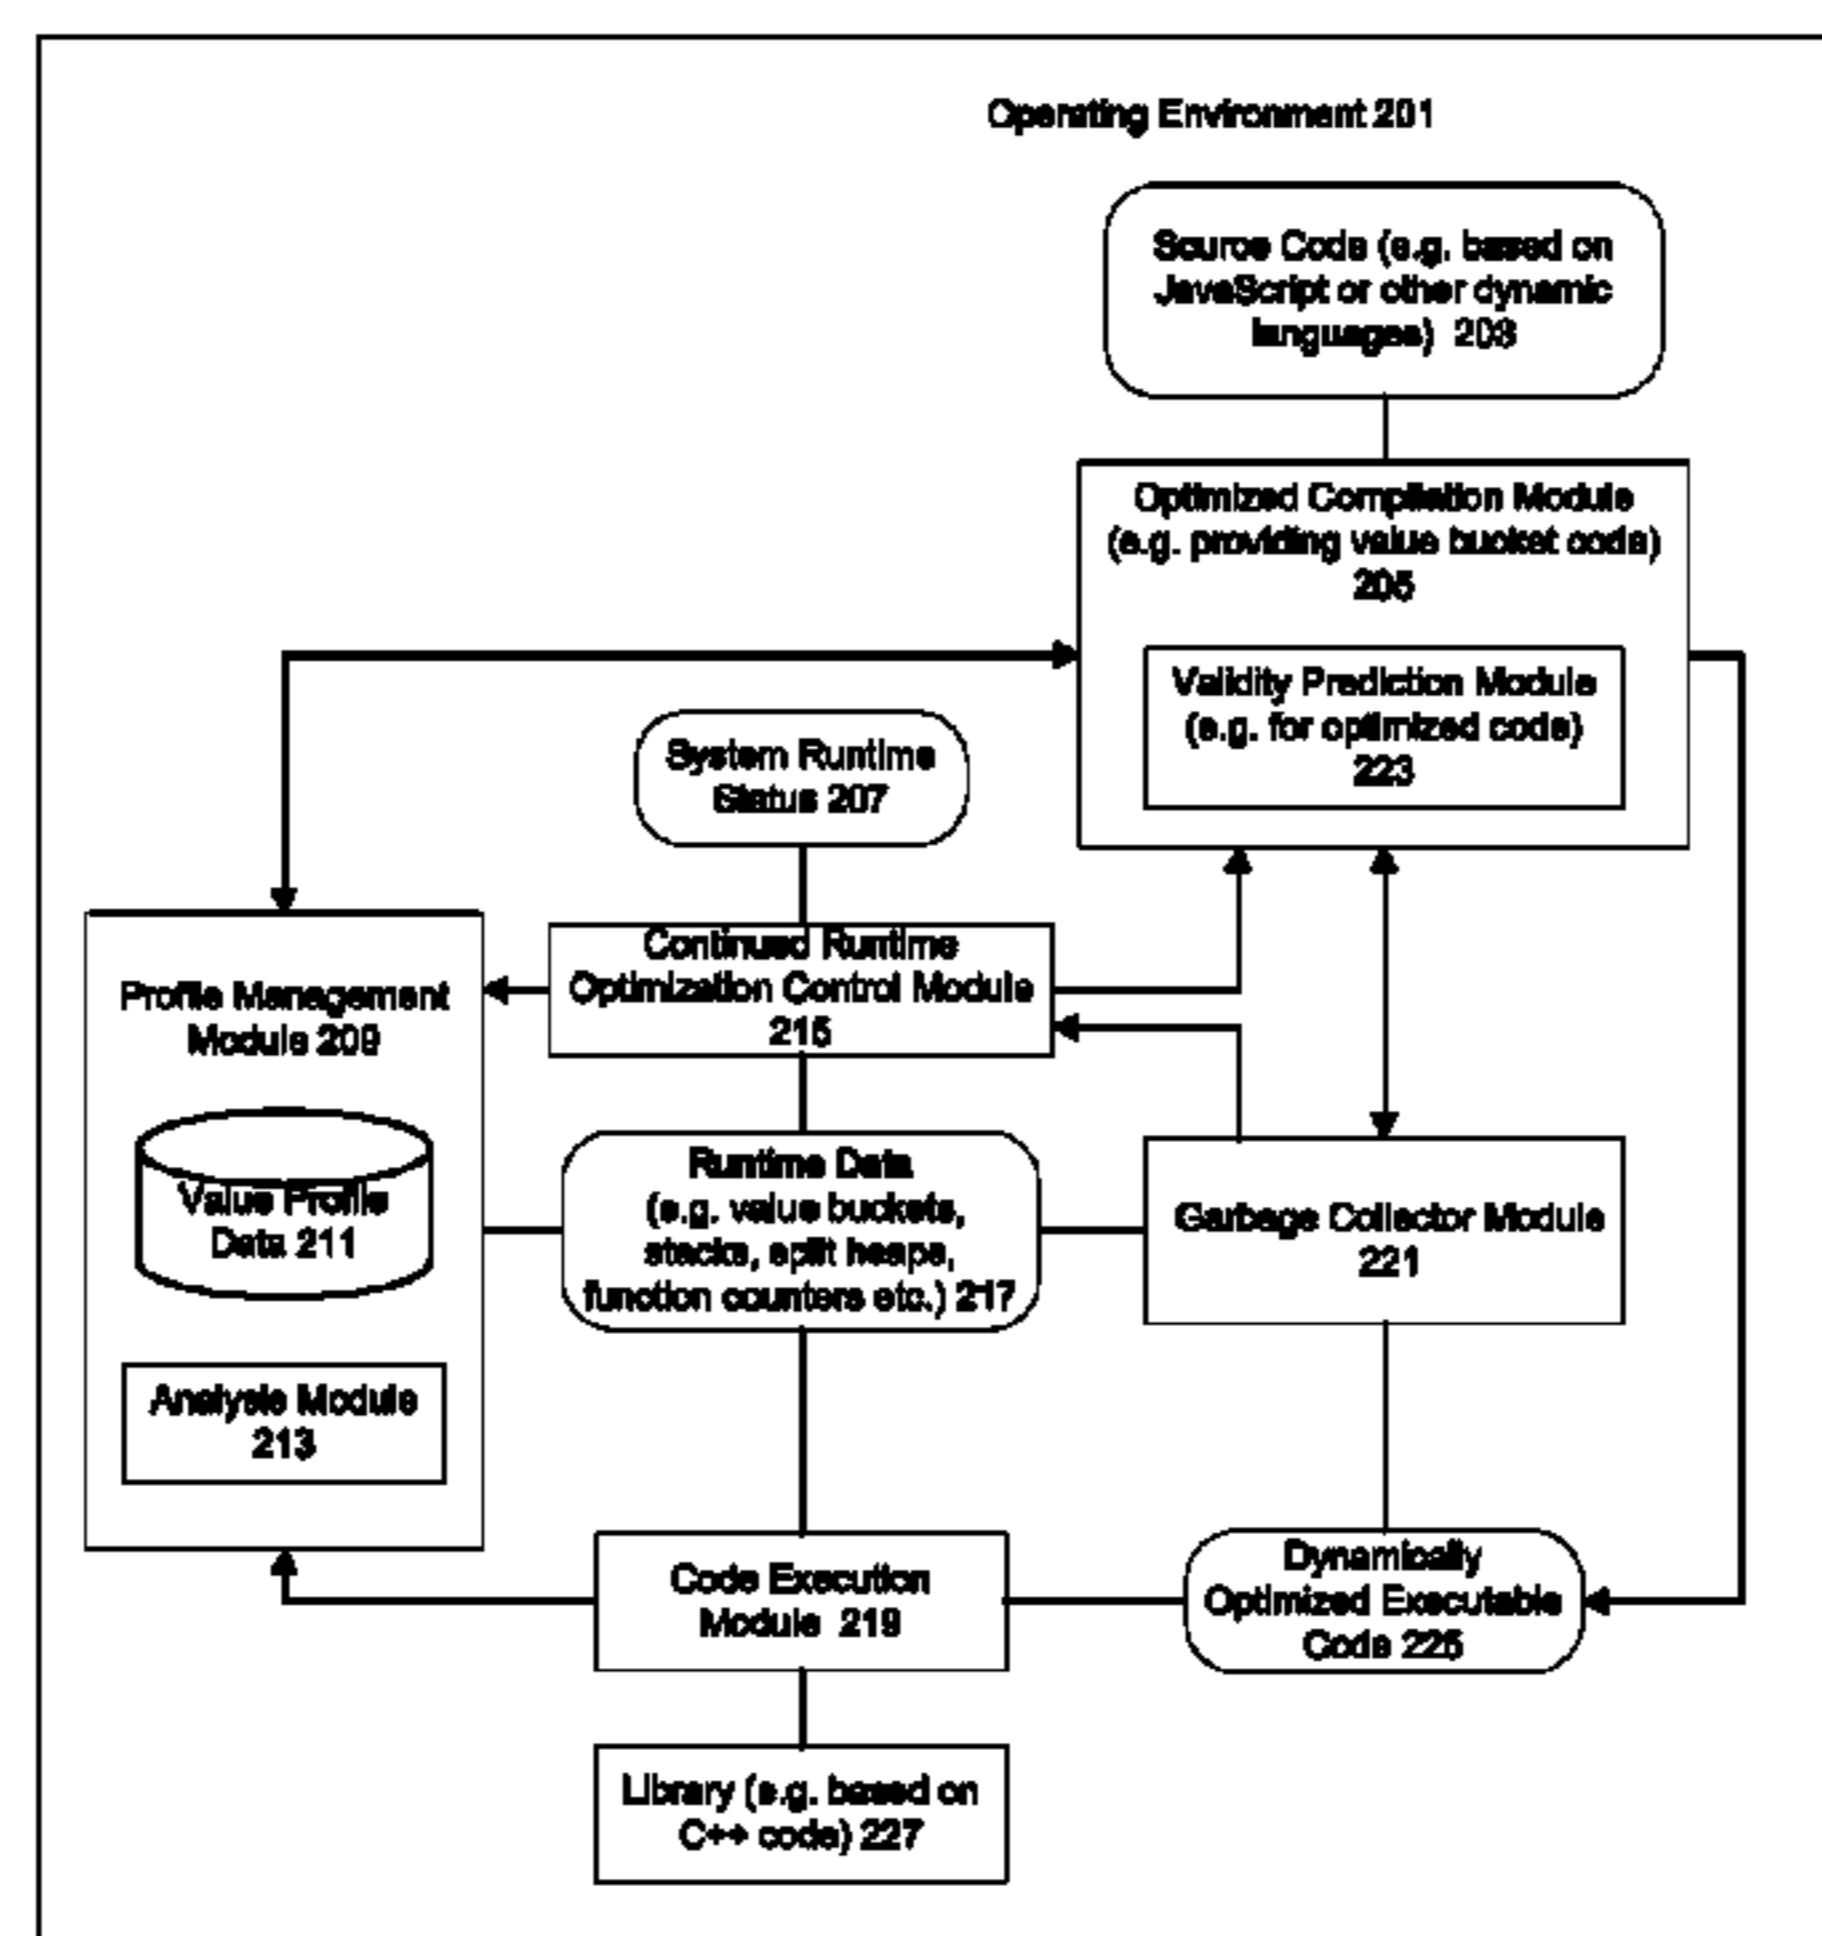 Operating Environment 201
Source Code (e.g. based on
JavaScript or other dynamic
languages) 203
Optimized Compilation Module
(e.g. providing value bucket code)
205
Validity Prediction Module
(e.g. for optimized code)
223
System Runtime
Status 207
Continued Runtime
Optimization Control Module
215
Profile Management
Module 209
Value Profile
Data 211
Analysis Module
213
Runtime Data
(e.g. value buckets,
stacks, split heaps,
function counters etc.) 217
Garbage Collector Module
221
Code Execution
Module 219
Dynamically
Optimized Executable
Code 225
Library (e.g. based on
C++ code) 227